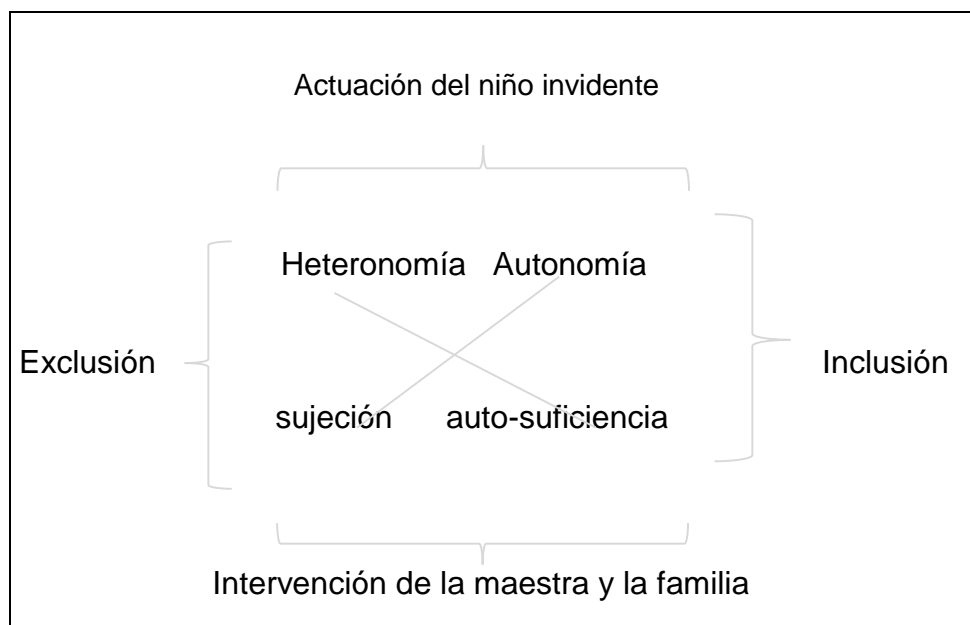 Actuación del niño invidente
Heteronomía Autonomía
Exclusión
Inclusión
sujeción auto-suficiencia
Intervención de la maestra y la familia